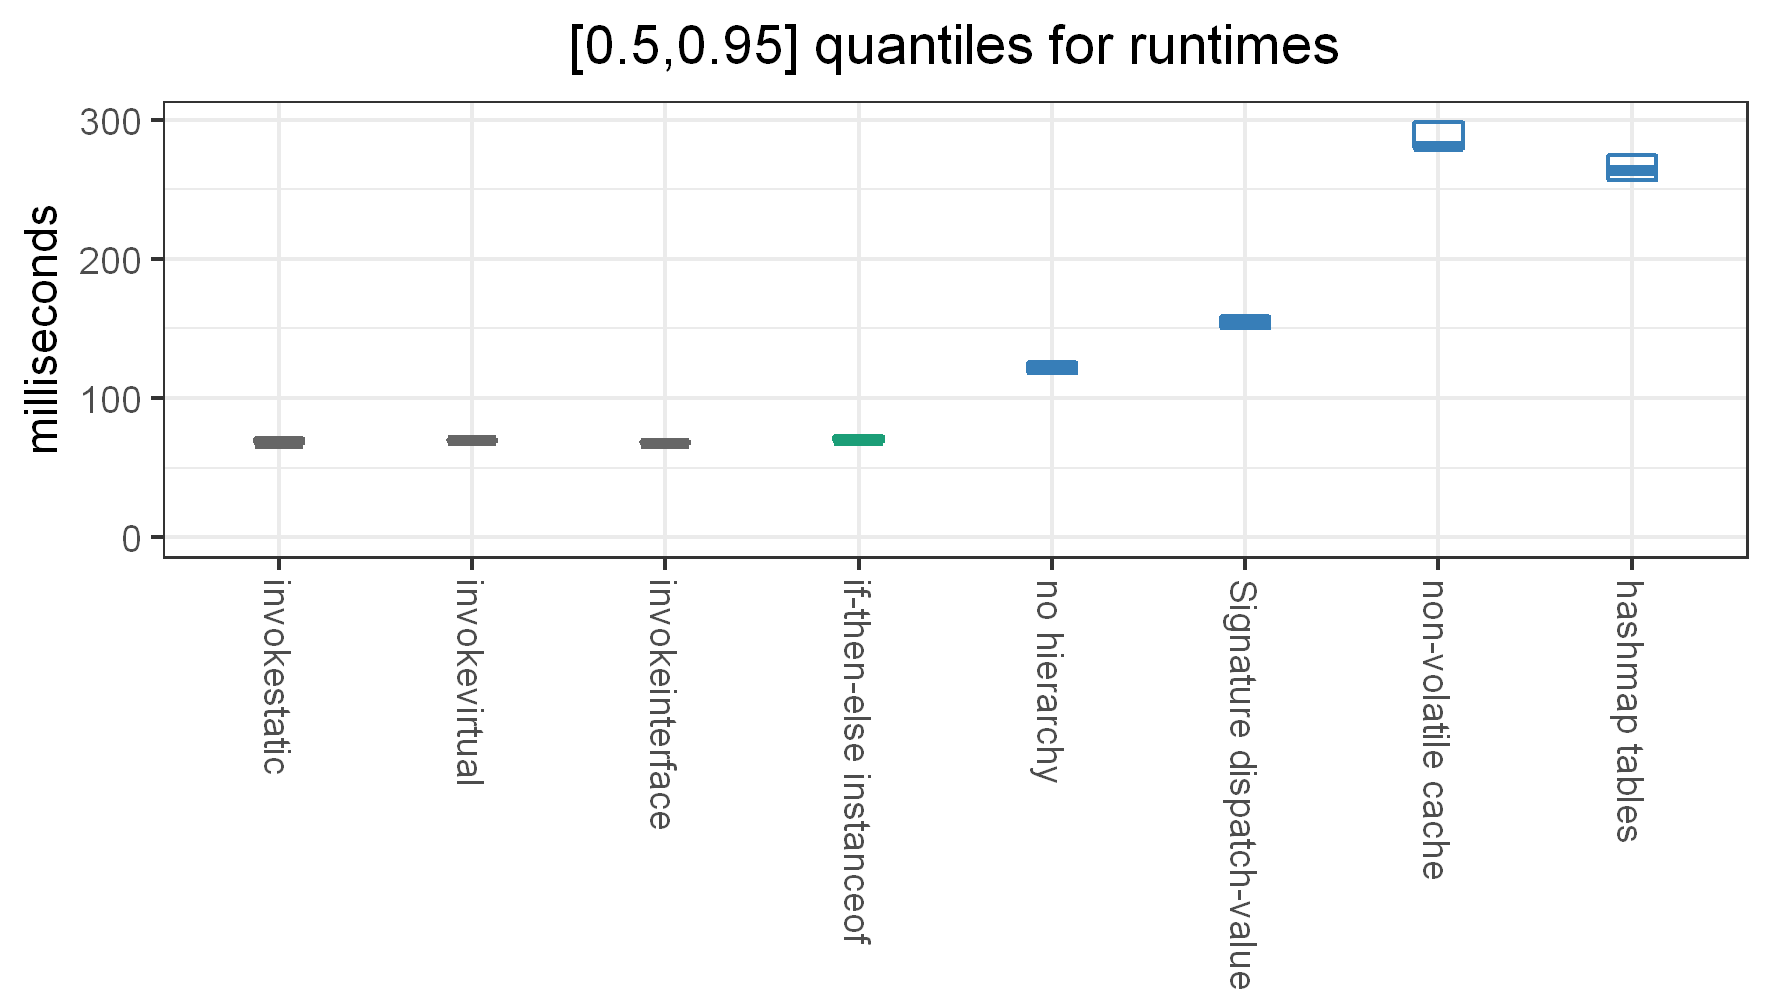 [0.5,0.95] quantiles for runtimes
milliseconds
300
200
100
0
invokestatic
invokevirtual
invokeinterface
if-then-else instanceof
no hierarchy
Signature dispatch-value
non-volatile cache
hashmap tables